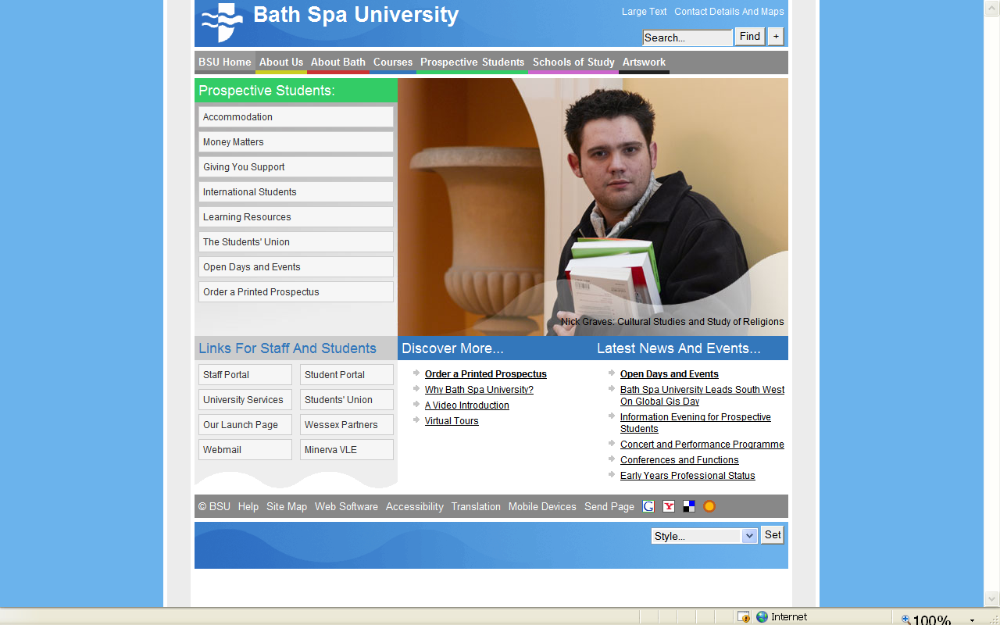 Bath Spa University
Large Text Contact Details And Maps
Search... Find +
BSU Home About Us About Bath Courses Prospective Students Schools of Study Artswork
Prospective Students:
Accommodation
Money Matters
Giving You Support
International Students
Learning Resources
The Students' Union
Open Days and Events
Order a Printed Prospectus
Nick Graves: Cultural Studies and Study of Religions
Links For Staff And Students
Staff Portal Student Portal
University Services Students' Union
Our Launch Page Wessex Partners
Webmail Minerva VLE
Discover More...
Order a Printed Prospectus
Why Bath Spa University?
A Video Introduction
Virtual Tours
Latest News And Events...
Open Days and Events
Bath Spa University Leads South West
On Global Gis Day
Information Evening for Prospective
Students
Concert and Performance Programme
Conferences and Functions
Early Years Professional Status
© BSU Help Site Map Web Software Accessibility Translation Mobile Devices Send Page G Y
Style... Set
Internet 100%